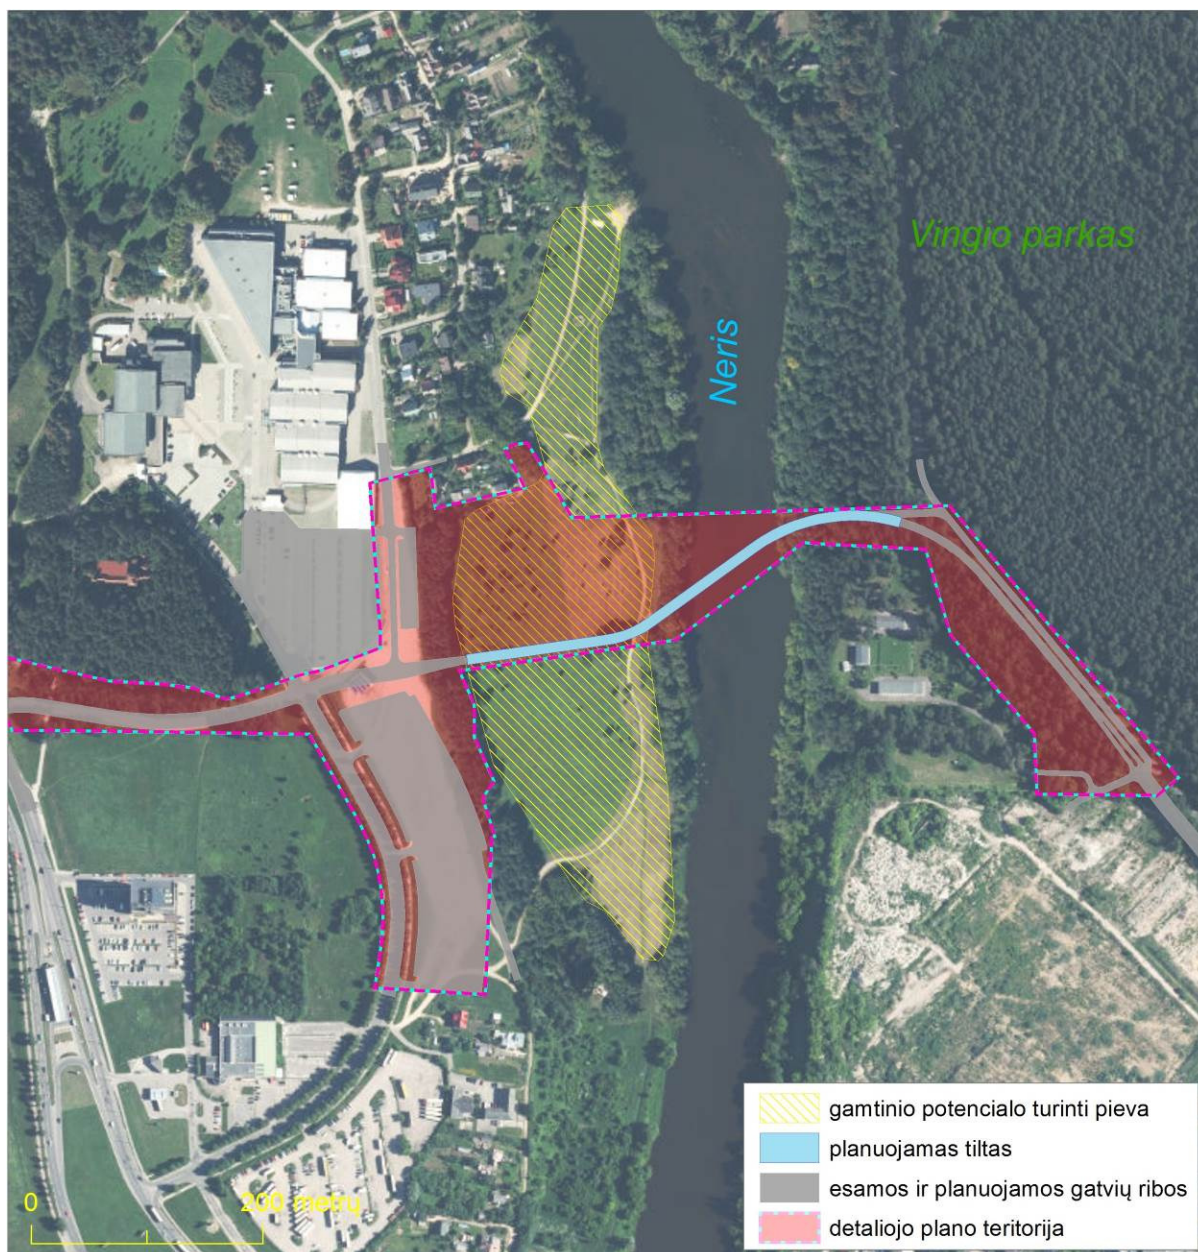 Vingio parkas
Neris
gamtinio potencialo turinti pieva
planuojamas tiltas
esamos ir planuojamos gatvių ribos
detaliojo plano teritorija
0 200 metrų